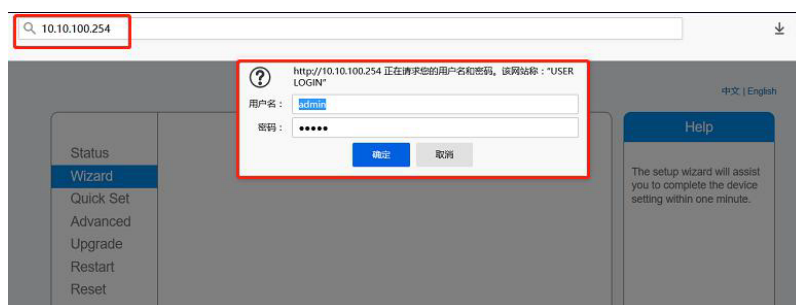 10.10.100.254
http://10.10.100.254 正在请求您的用户名和密码。该网站称：“USER
LOGIN”
用户名： admin
密码： •••••
确定 取消
中文 | English
Help
The setup wizard will assist
you to complete the device
setting within one minute.
Status
Wizard
Quick Set
Advanced
Upgrade
Restart
Reset